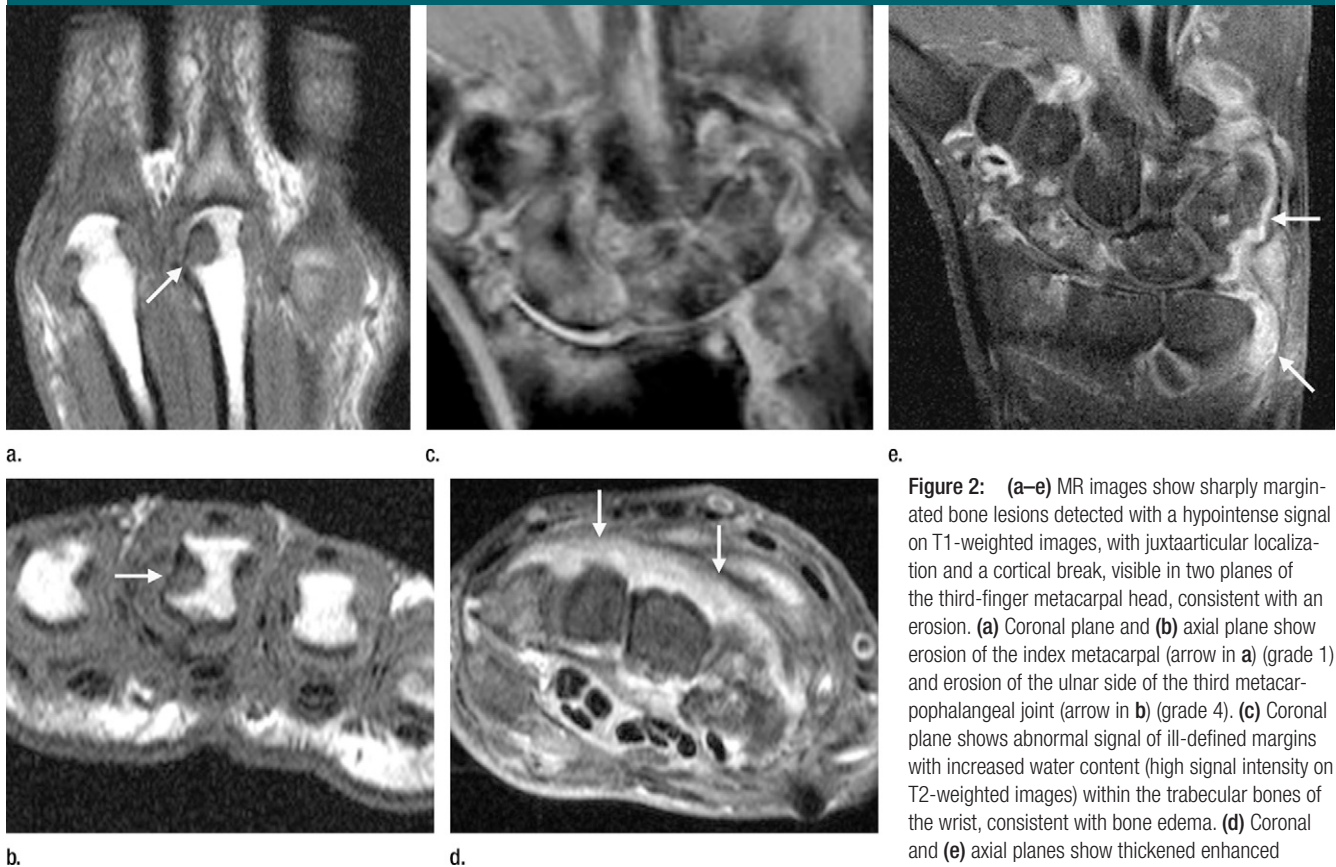 a.
c.
e.
b.
d.
Figure 2: (a–e) MR images show sharply margin-
ated bone lesions detected with a hypointense signal
on T1-weighted images, with juxtaarticular localiza-
tion and a cortical break, visible in two planes of
the third-finger metacarpal head, consistent with an
erosion. (a) Coronal plane and (b) axial plane show
erosion of the index metacarpal (arrow in a) (grade 1)
and erosion of the ulnar side of the third metacar-
pophalangeal joint (arrow in b) (grade 4). (c) Coronal
plane shows abnormal signal of ill-defined margins
with increased water content (high signal intensity on
T2-weighted images) within the trabecular bones of
the wrist, consistent with bone edema. (d) Coronal
and (e) axial planes show thickened enhanced